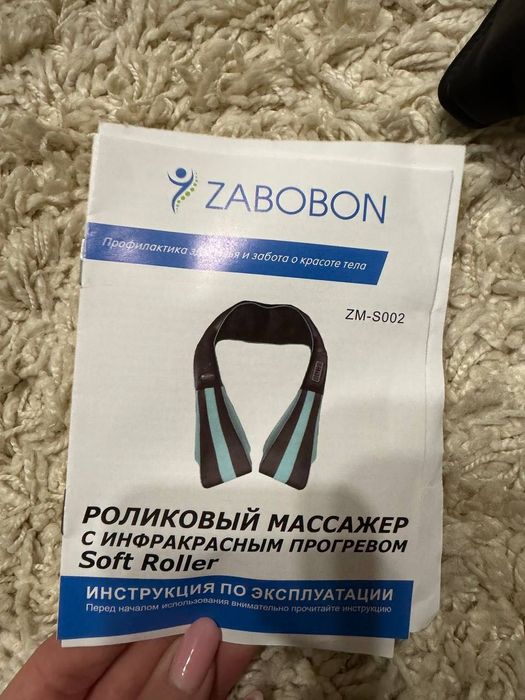 ZABOBON
Профилактика здоровья и забота о красоте тела
ZM-S002
РОЛИКОВЫЙ МАССАЖЕР
С ИНФРАКРАСНЫМ ПРОГРЕВОМ
Soft Roller
ИНСТРУКЦИЯ ПО ЭКСПЛУАТАЦИИ
Перед началом использования внимательно прочитайте инструкцию